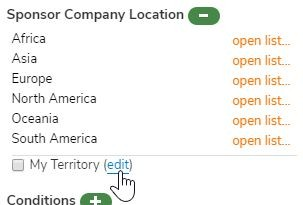 Sponsor Company Location
Africa open list...
Asia open list...
Europe open list...
North America open list...
Oceania open list...
South America open list...
My Territory (edit)
Conditions